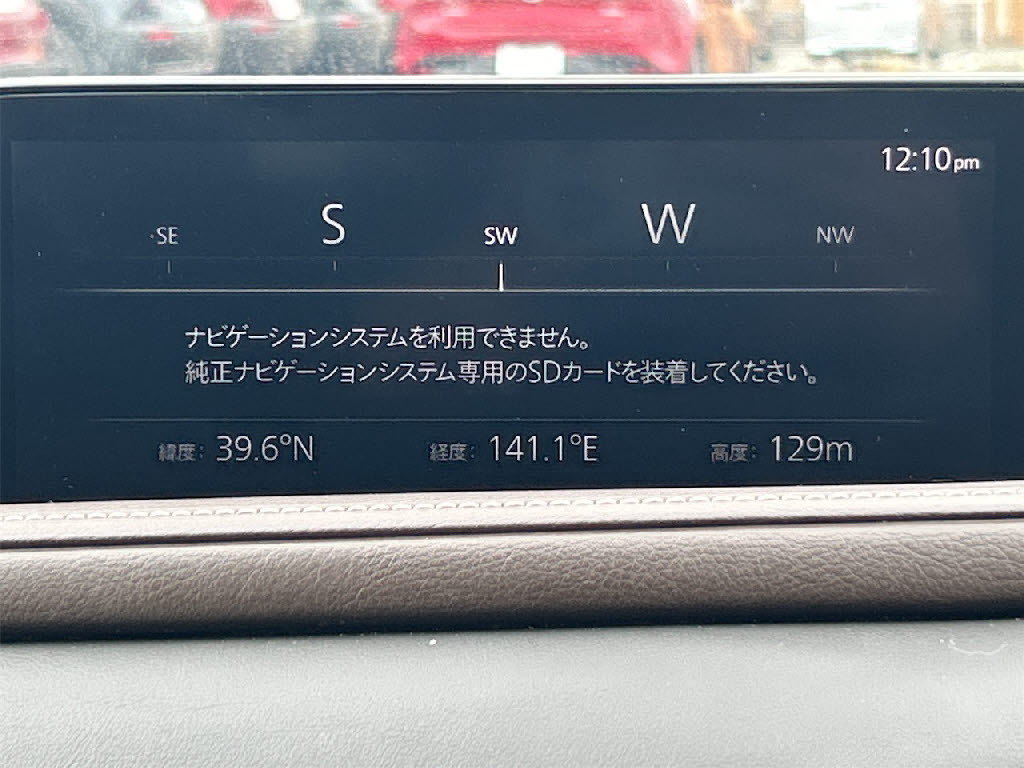 12:10pm
SE S SW W NW
ナビゲーションシステムを利用できません。
純正ナビゲーションシステム専用のSDカードを装着してください。
緯度: 39.6°N 経度: 141.1°E 高度: 129m